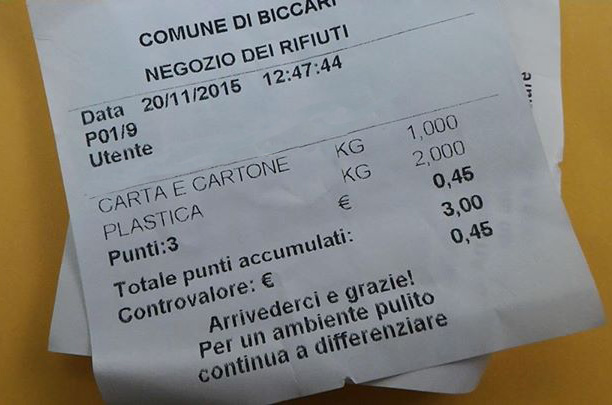 COMUNE DI BICCARI
NEGOZIO DEI RIFIUTI
Data 20/11/2015 12:47:44
P01/9
Utente
CARTA E CARTONE KG 1,000
PLASTICA KG 2,000
Punti:3 € 0,45
Totale punti accumulati: 3,00
Controvalore: € 0,45
Arrivederci e grazie!
Per un ambiente pulito
continua a differenziare